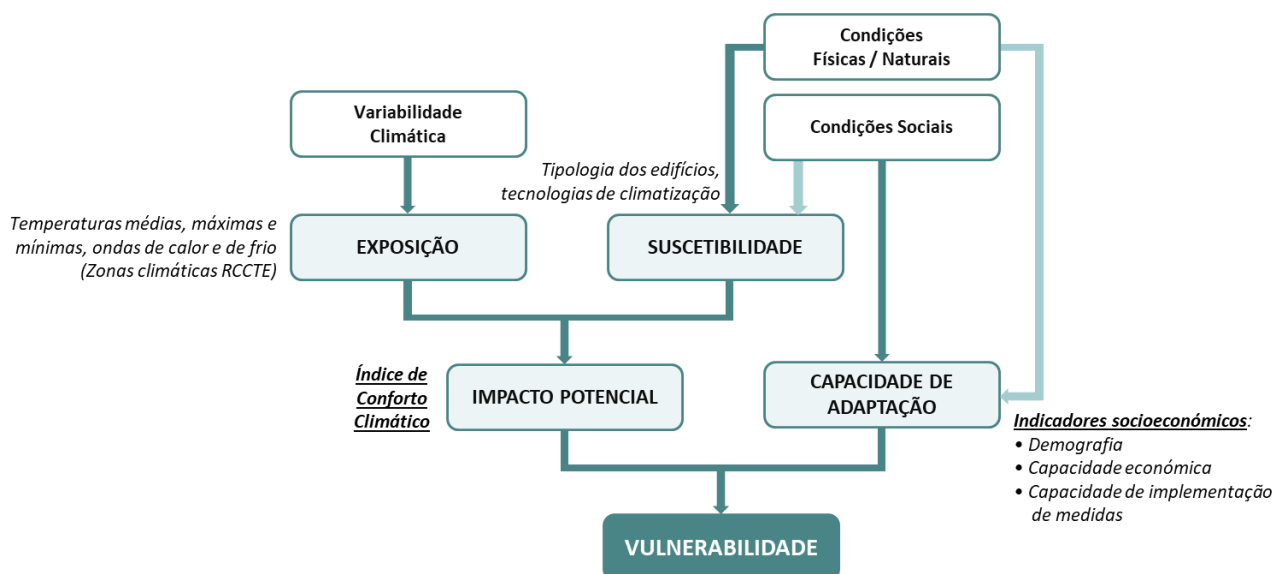 Condições
Físicas / Naturais
Variabilidade
Climática
Condições Sociais
Tipologia dos edifícios,
tecnologias de climatização
Temperaturas médias, máximas e
mínimas, ondas de calor e de frio
(Zonas climáticas RCCTE)
EXPOSIÇÃO
SUSCETIBILIDADE
Índice de
Conforto
Climático
IMPACTO POTENCIAL
CAPACIDADE DE
ADAPTAÇÃO
Indicadores socioeconómicos:
• Demografia
• Capacidade económica
• Capacidade de implementação
de medidas
VULNERABILIDADE